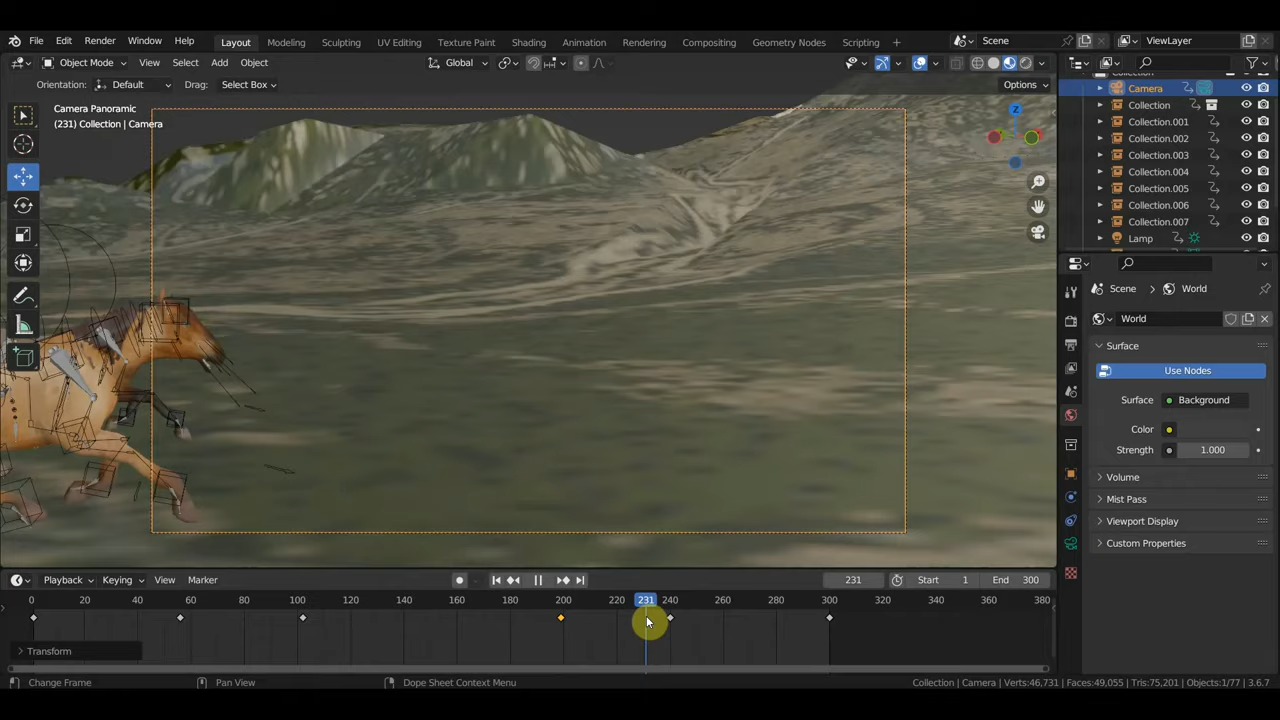 File Edit Render Window Help Layout Modeling Sculpting UV Editing Texture Paint Shading Animation Rendering Compositing Geometry Nodes Scripting + Scene ViewLayer
Object Mode View Select Add Object Global
Orientation: Default Drag: Select Box Options
Camera Panoramic
(231) Collection | Camera
Z
Camera
Collection
Collection.001
Collection.002
Collection.003
Collection.004
Collection.005
Collection.006
Collection.007
Lamp
Scene > World
World
Surface
Use Nodes
Surface Background
Color
Strength 1.000
Volume
Mist Pass
Viewport Display
Custom Properties
Playback Keying View Marker 231 Start 1 End 300
0 20 40 60 80 100 120 140 160 180 200 220 231 240 260 280 300 320 340 360 380
Transform
Change Frame Pan View Dope Sheet Context Menu Collection | Camera | Verts:46,731 | Faces:49,055 | Tris:75,201 | Objects:1/77 | 3.6.7